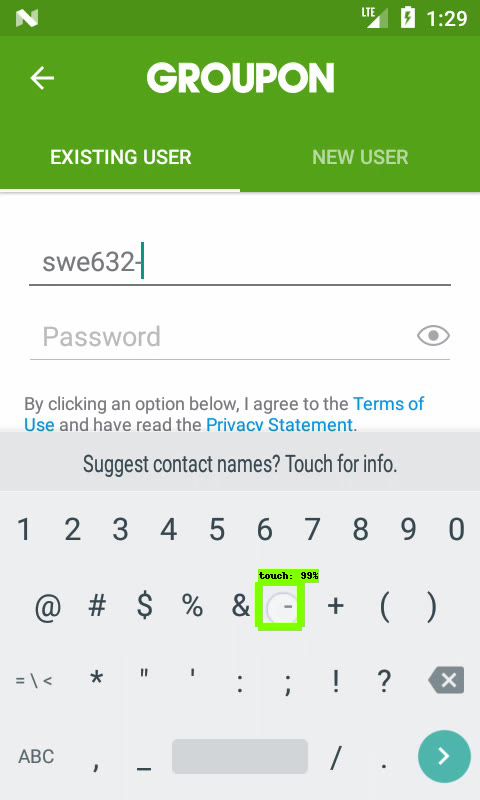 LTE 1:29
GROUPON
EXISTING USER NEW USER
swe632-
Password
By clicking an option below, I agree to the Terms of
Use and have read the Privacy Statement.
Suggest contact names? Touch for info.
1 2 3 4 5 6 7 8 9 0
touch: 99%
@ # $ % & - + ( )
= \ < * " ' : ; ! ?
ABC , _ / .